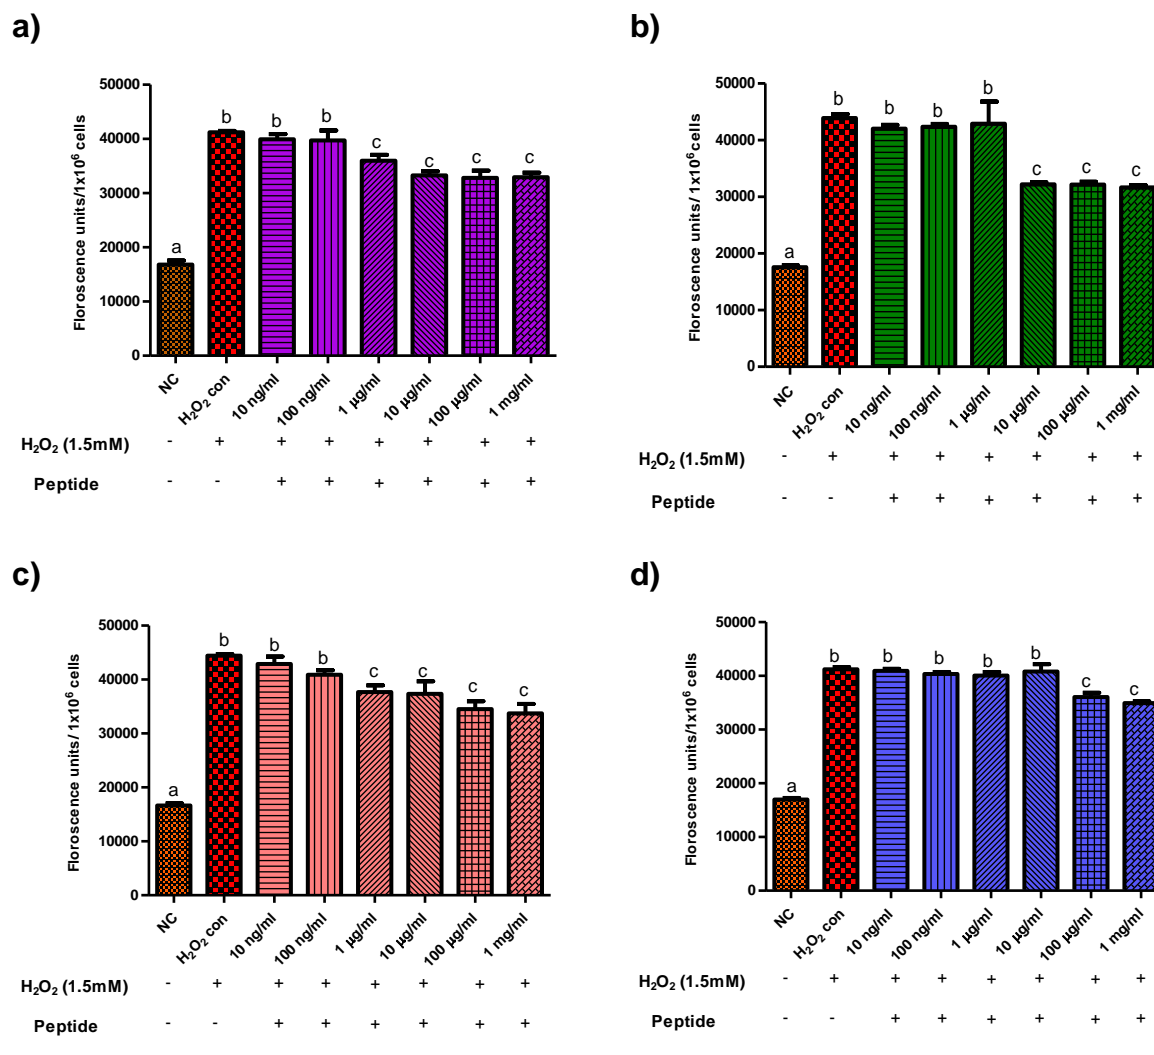 a)
50000
40000
30000
20000
10000
0
Floroscence units/1x10⁶ cells
a
b
b
b
c
c
c
c
NC
H₂O₂ con
10 ng/ml
100 ng/ml
1 µg/ml
10 µg/ml
100 µg/ml
1 mg/ml
H₂O₂ (1.5mM) - + + + + + + +
Peptide - - + + + + + +
b)
50000
40000
30000
20000
10000
0
Floroscence units/ 1x10⁶ cells
a
b
b
b
b
c
c
c
NC
H₂O₂ con
10 ng/ml
100 ng/ml
1 µg/ml
10 µg/ml
100 µg/ml
1 mg/ml
H₂O₂ (1.5mM) - + + + + + + +
Peptide - - + + + + + +
c)
50000
40000
30000
20000
10000
0
Floroscence units/ 1x10⁶ cells
a
b
b
b
c
c
c
c
NC
H₂O₂ con
10 ng/ml
100 ng/ml
1 µg/ml
10 µg/ml
100 µg/ml
1 mg/ml
H₂O₂ (1.5mM) - + + + + + + +
Peptide - - + + + + + +
d)
50000
40000
30000
20000
10000
0
Floroscence units/1x10⁶ cells
a
b
b
b
b
b
c
c
NC
H₂O₂ con
10 ng/ml
100 ng/ml
1 µg/ml
10 µg/ml
100 µg/ml
1 mg/ml
H₂O₂ (1.5mM) - + + + + + + +
Peptide - - + + + + + +